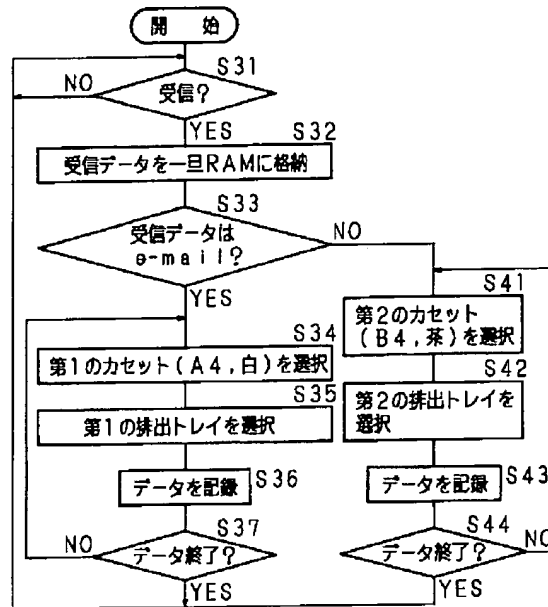 開 始
S31
NO
受信?
YES
S32
受信データを一旦RAMに格納
S33
受信データは
e-mail?
NO
YES
S34
第1のカセット(A4,白)を選択
S35
第1の排出トレイを選択
S36
データを記録
S37
NO
データ終了?
YES
S41
第2のカセット
(B4,茶)を選択
S42
第2の排出トレイを
選択
S43
データを記録
S44
データ終了?
NO
YES